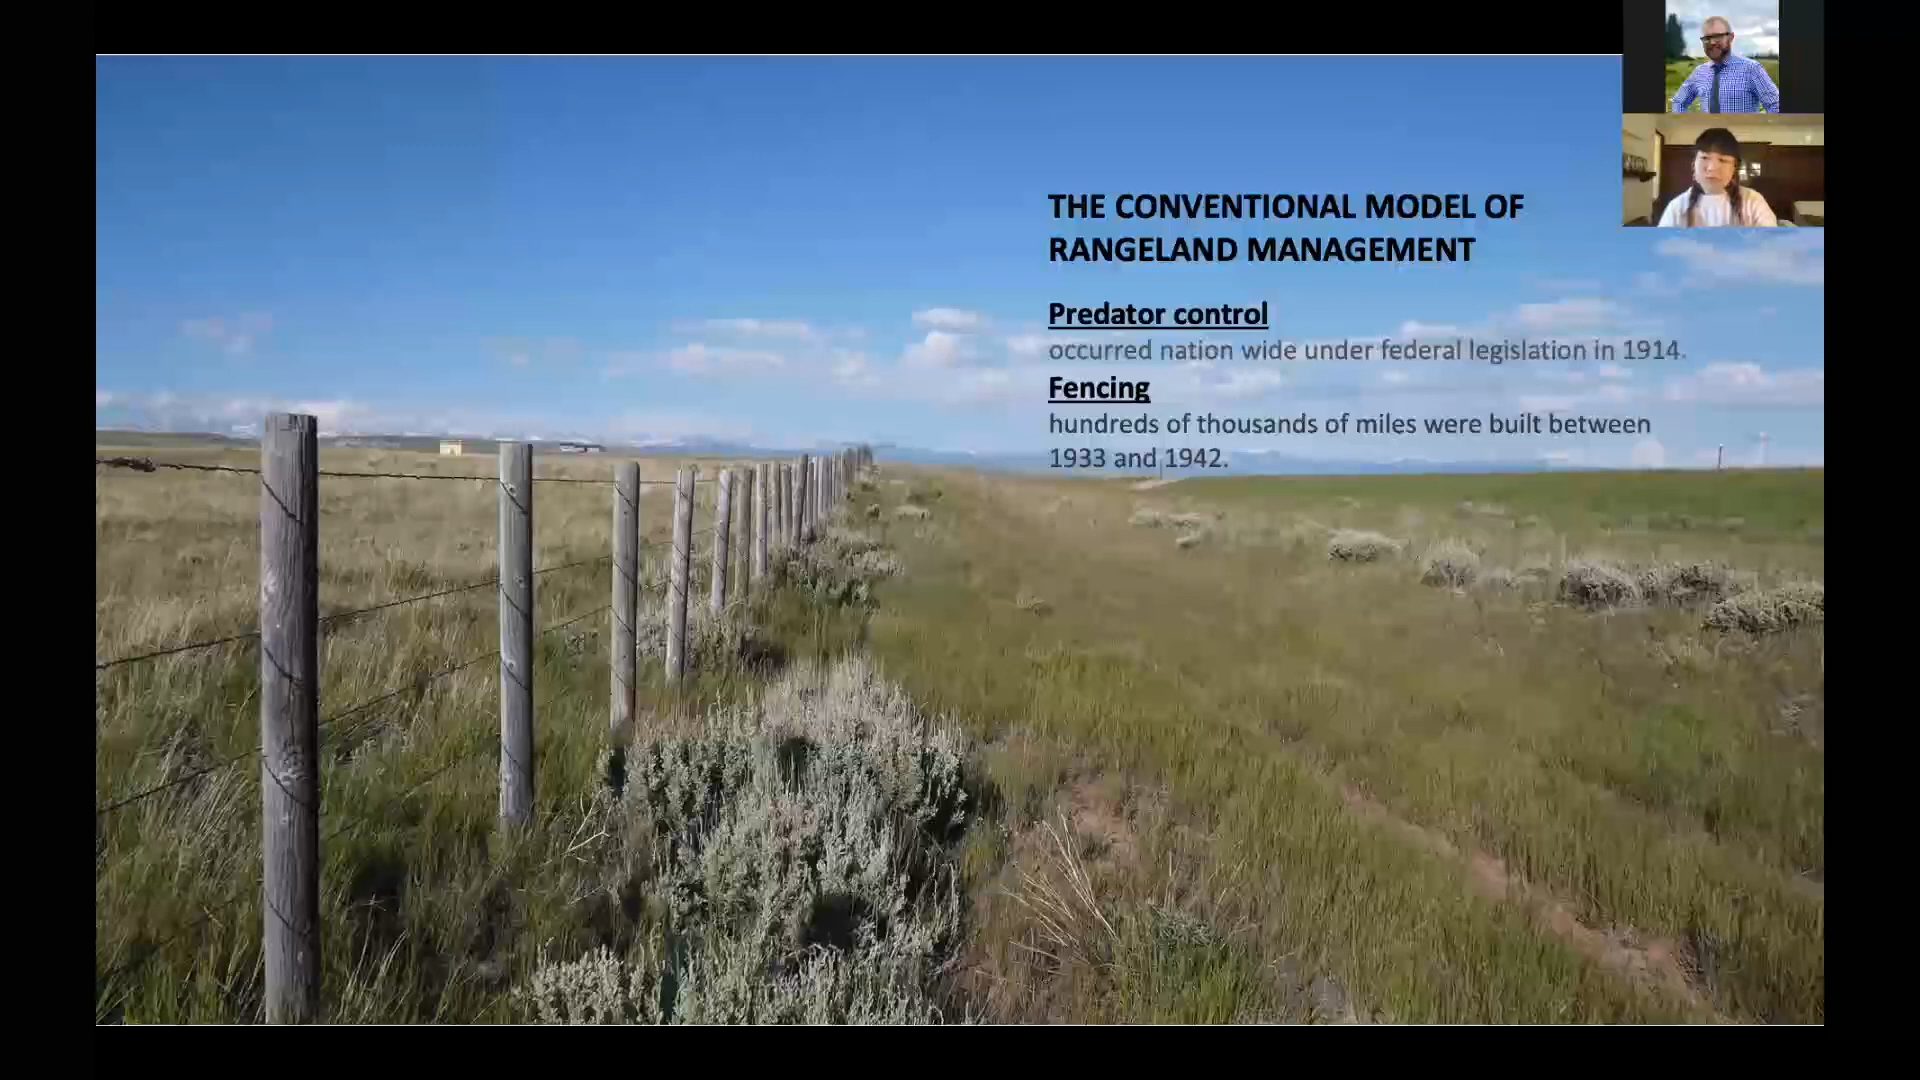 THE CONVENTIONAL MODEL OF
RANGELAND MANAGEMENT
Predator control
occurred nation wide under federal legislation in 1914.
Fencing
hundreds of thousands of miles were built between
1933 and 1942.